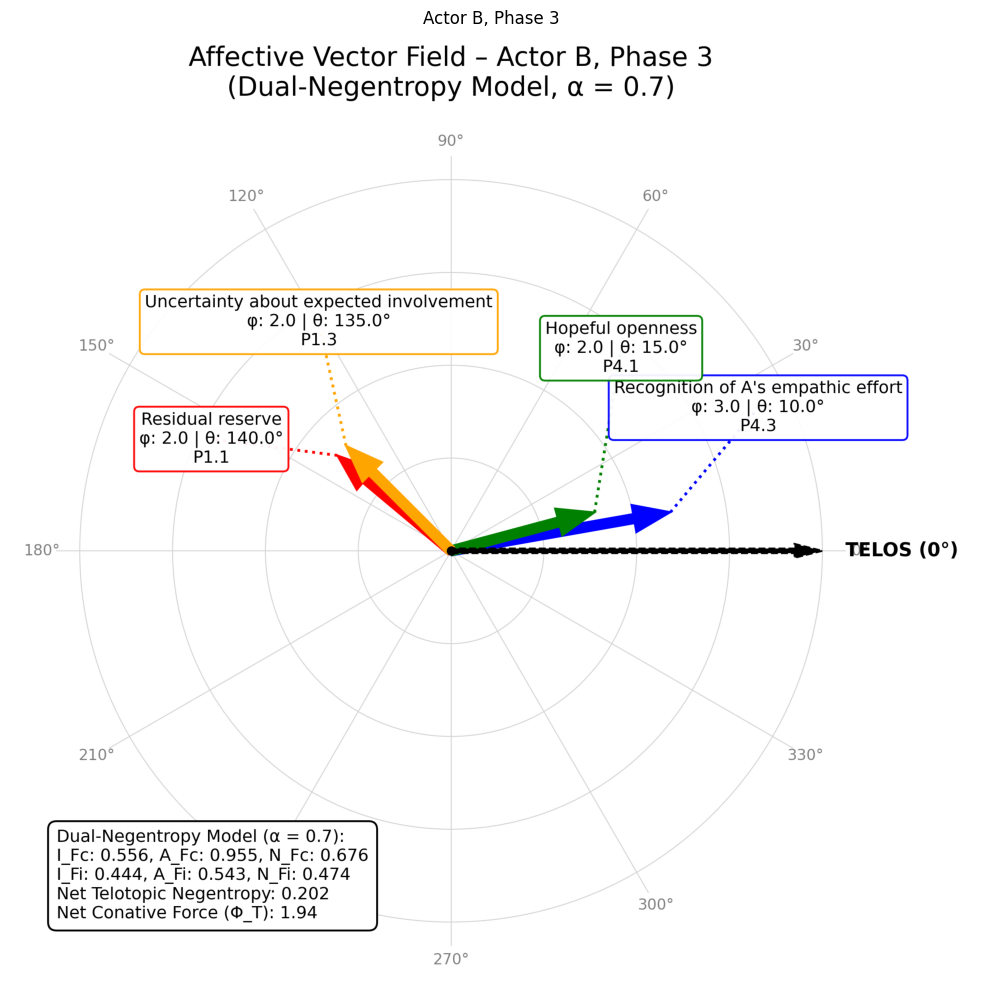 Actor B, Phase 3
Affective Vector Field – Actor B, Phase 3
(Dual-Negentropy Model, α = 0.7)
90°
120°
60°
Uncertainty about expected involvement
φ: 2.0 | θ: 135.0°
P1.3
Hopeful openness
φ: 2.0 | θ: 15.0°
P4.1
150°
30°
Recognition of A's empathic effort
φ: 3.0 | θ: 10.0°
P4.3
Residual reserve
φ: 2.0 | θ: 140.0°
P1.1
180°
TELOS (0°)
210°
330°
Dual-Negentropy Model (α = 0.7):
I_Fc: 0.556, A_Fc: 0.955, N_Fc: 0.676
I_Fi: 0.444, A_Fi: 0.543, N_Fi: 0.474
Net Telotopic Negentropy: 0.202
Net Conative Force (Φ_T): 1.94
300°
270°